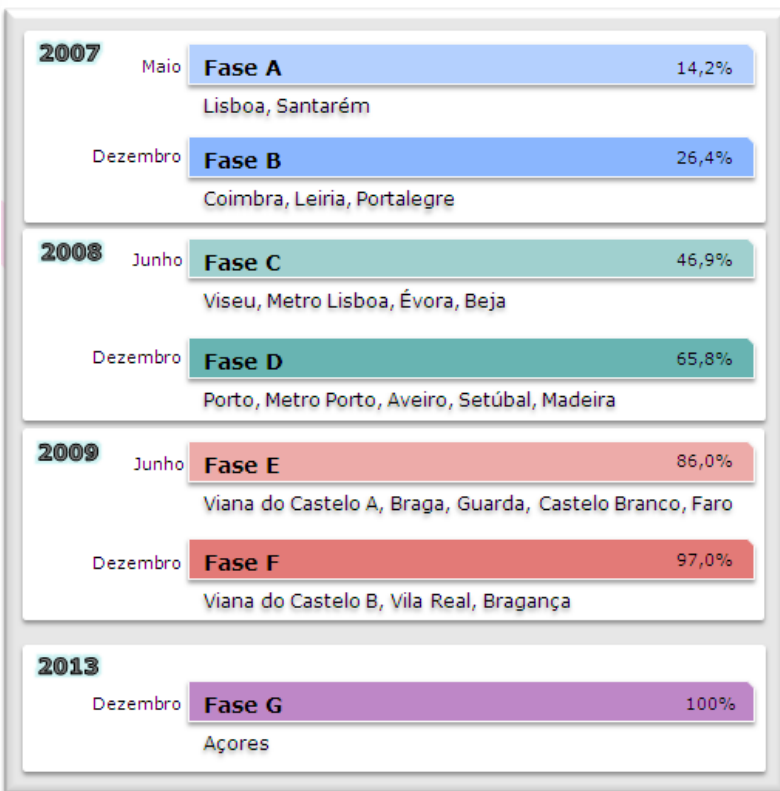 2007
Maio Fase A 14,2%
Lisboa, Santarém
Dezembro Fase B 26,4%
Coimbra, Leiria, Portalegre
2008
Junho Fase C 46,9%
Viseu, Metro Lisboa, Évora, Beja
Dezembro Fase D 65,8%
Porto, Metro Porto, Aveiro, Setúbal, Madeira
2009
Junho Fase E 86,0%
Viana do Castelo A, Braga, Guarda, Castelo Branco, Faro
Dezembro Fase F 97,0%
Viana do Castelo B, Vila Real, Bragança
2013
Dezembro Fase G 100%
Açores